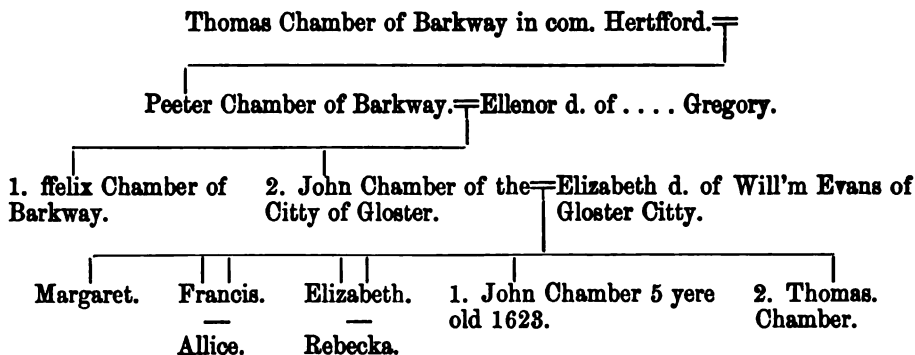 Thomas Chamber of Barkway in com. Hertfford.
Peeter Chamber of Barkway. Ellenor d. of .... Gregory.
1. ffelix Chamber of
Barkway.
2. John Chamber of the
Citty of Gloster.
Elizabeth d. of Will'm Evans of
Gloster Citty.
Margaret.
Francis.
Allice.
Elizabeth.
Rebecka.
1. John Chamber 5 yere
old 1623.
2. Thomas.
Chamber.